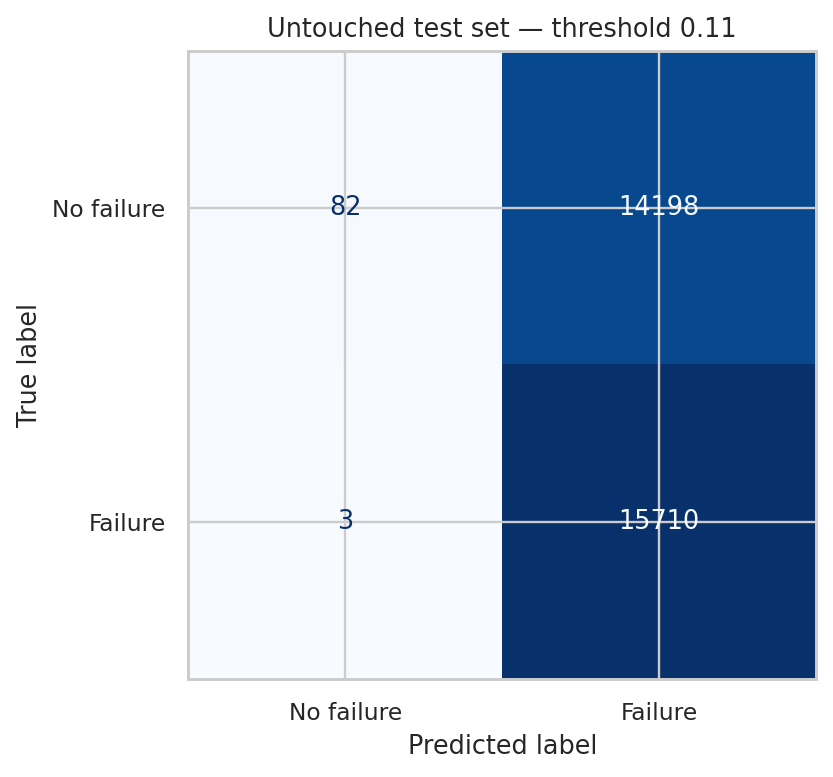 Untouched test set — threshold 0.11
No failure
82
14198
True label
Failure
3
15710
No failure
Failure
Predicted label